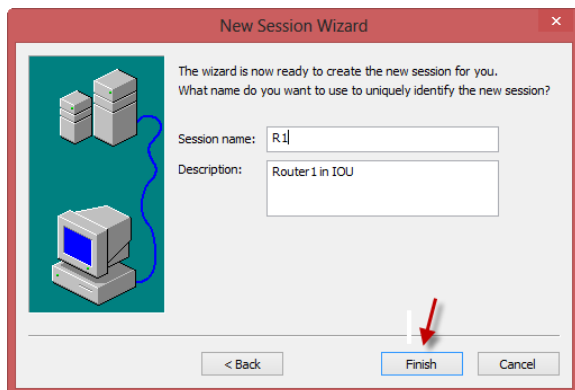 New Session Wizard
The wizard is now ready to create the new session for you.
What name do you want to use to uniquely identify the new session?
Session name: R1
Description: Router1 in IOU
< Back Finish Cancel